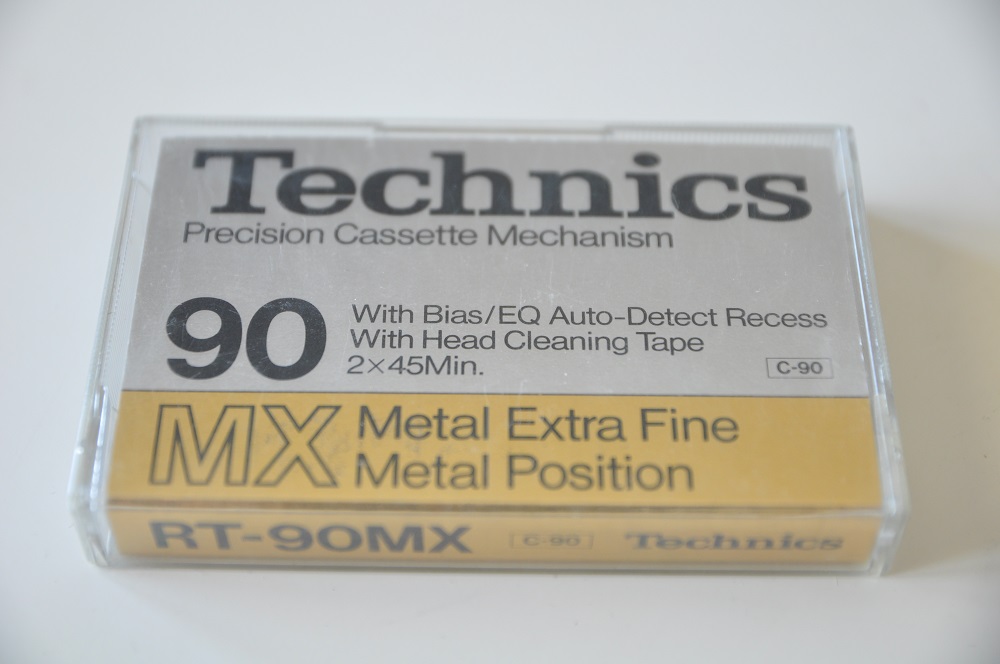 Technics
Precision Cassette Mechanism
90
With Bias/EQ Auto-Detect Recess
With Head Cleaning Tape
2×45Min.
C-90
MX
Metal Extra Fine
Metal Position
RT-90MX C-90 Technics